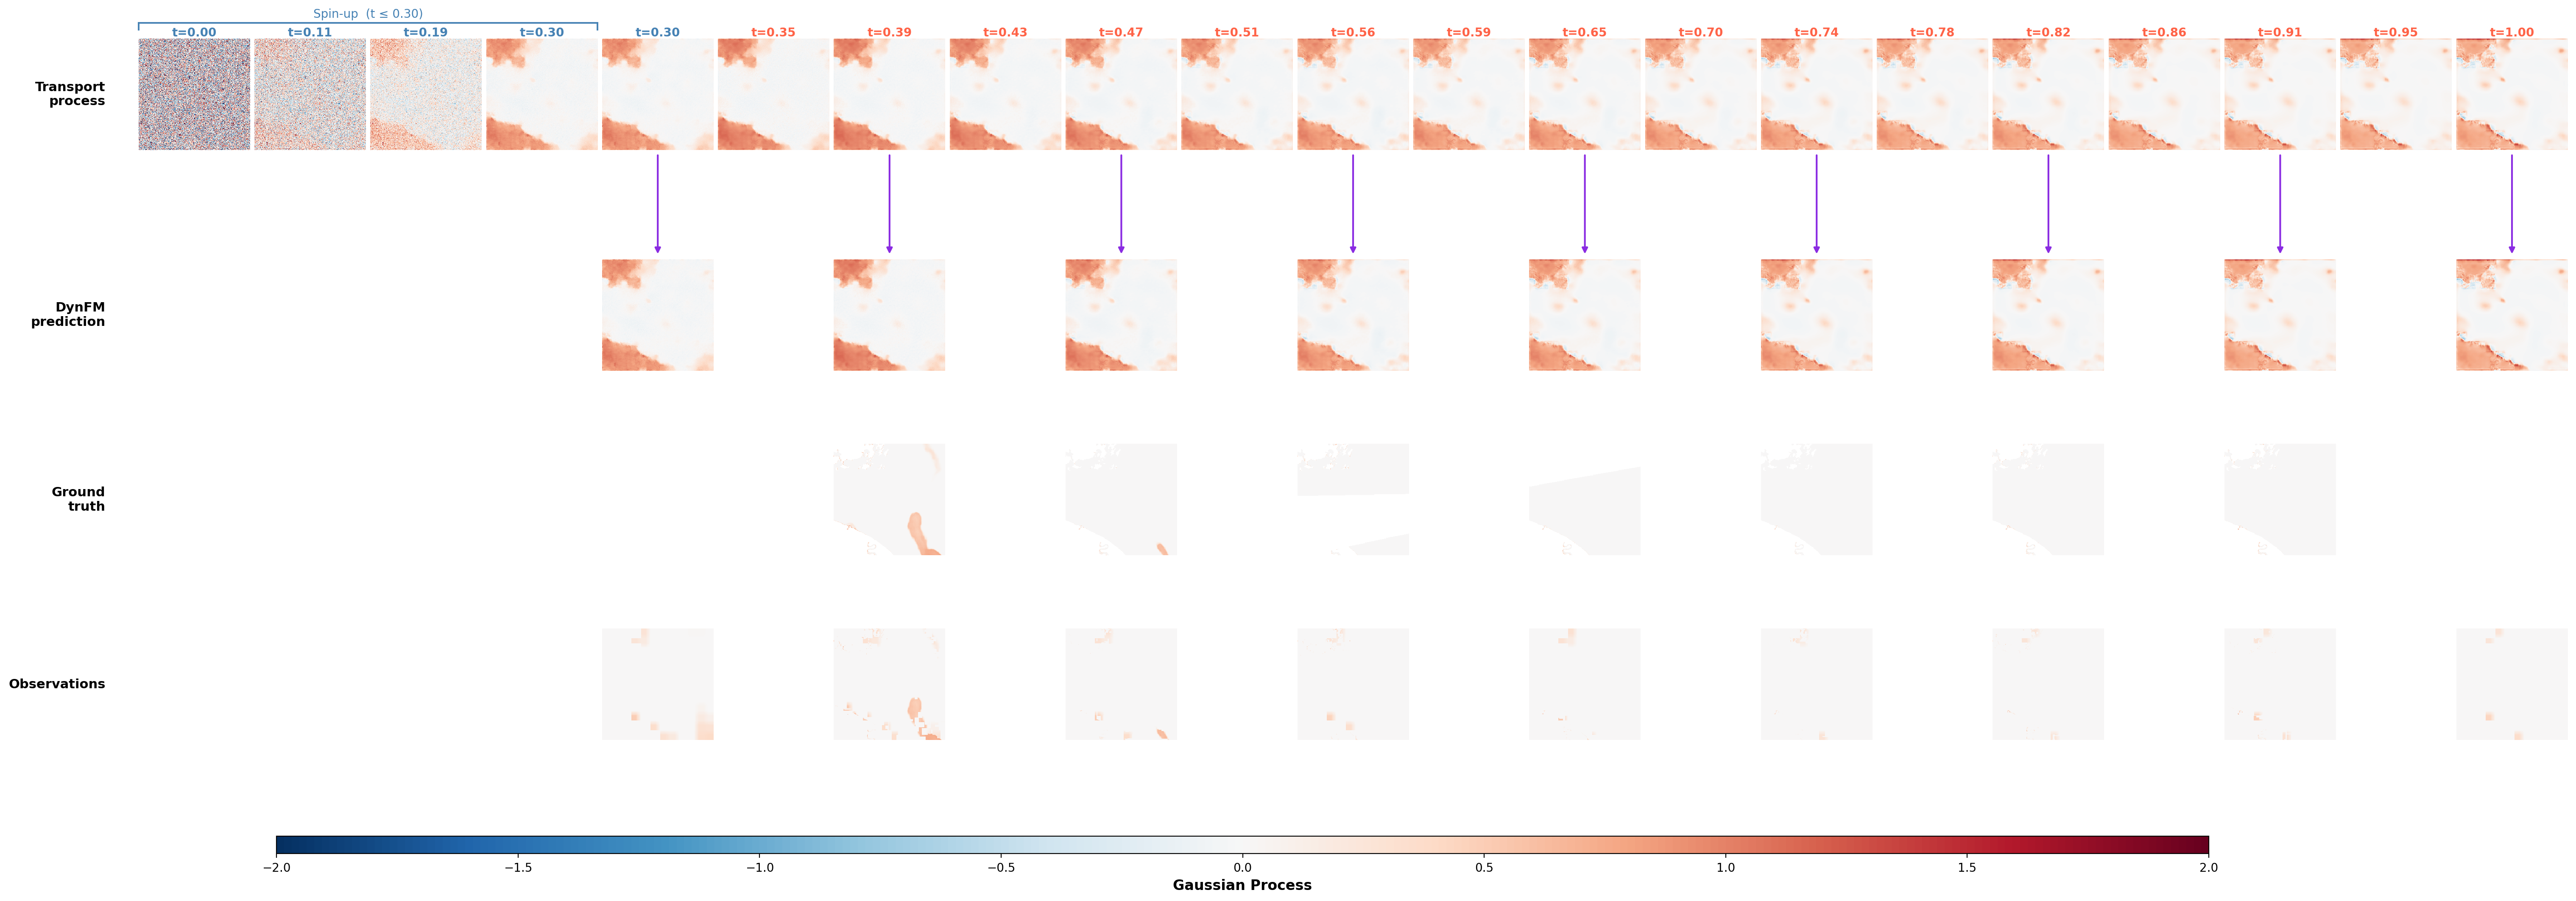 Spin-up  (t ≤ 0.30)
t=0.00 t=0.11 t=0.19 t=0.30 t=0.30 t=0.35 t=0.39 t=0.43 t=0.47 t=0.51 t=0.56 t=0.59 t=0.65 t=0.70 t=0.74 t=0.78 t=0.82 t=0.86 t=0.91 t=0.95 t=1.00
Transport
process
DynFM
prediction
Ground
truth
Observations
−2.0 −1.5 −1.0 −0.5 0.0 0.5 1.0 1.5 2.0
Gaussian Process